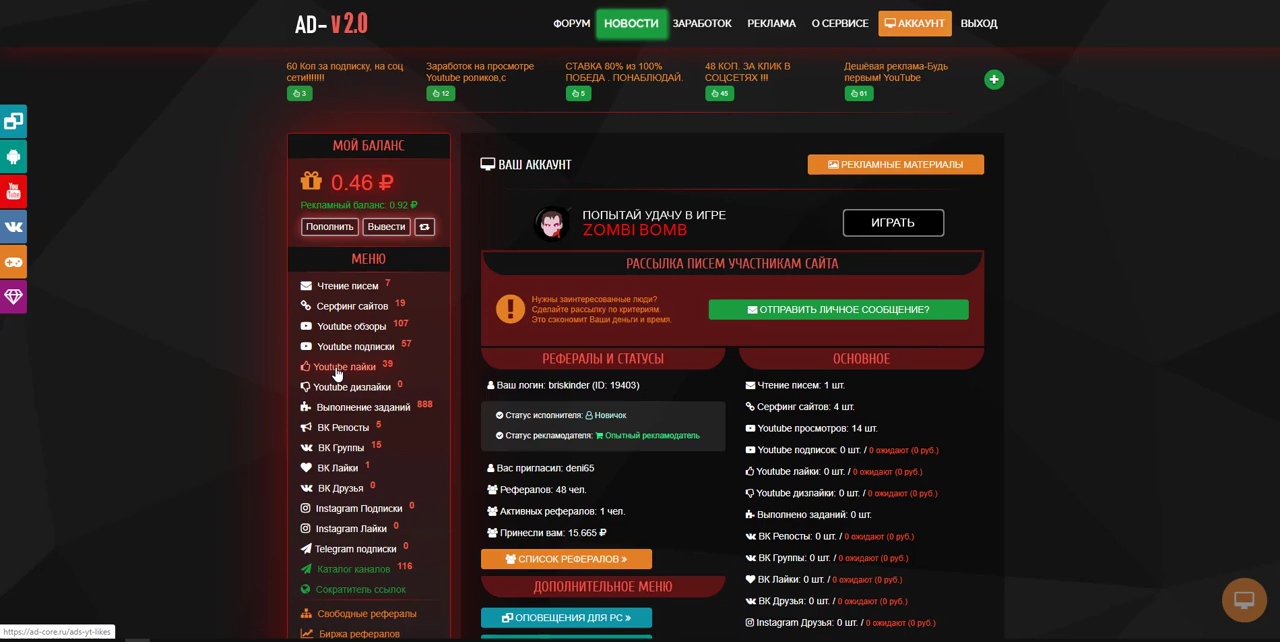 AD- v 2.0
ФОРУМ НОВОСТИ ЗАРАБОТОК РЕКЛАМА О СЕРВИСЕ АККАУНТ ВЫХОД
60 Коп за подписку, на соц
сети!!!!!!!
3
Заработок на просмотре
Youtube роликов,с
12
СТАВКА 80% из 100%
ПОБЕДА . ПОНАБЛЮДАЙ.
5
48 КОП. ЗА КЛИК В
СОЦСЕТЯХ !!!
45
Дешёвая реклама-Будь
первым! YouTube
61
You
Tube
МОЙ БАЛАНС
0.46 ₽
Рекламный баланс: 0.92 ₽
Пополнить Вывести
МЕНЮ
Чтение писем 7
Серфинг сайтов 19
Youtube обзоры 107
Youtube подписки 57
Youtube лайки 39
Youtube дизлайки 0
Выполнение заданий 888
ВК Репосты 5
ВК Группы 15
ВК Лайки 1
ВК Друзья 0
Instagram Подписки 0
Instagram Лайки 0
Telegram подписки 0
Каталог каналов 116
Сократитель ссылок
Свободные рефералы
Биржа рефералов
ВАШ АККАУНТ
РЕКЛАМНЫЕ МАТЕРИАЛЫ
ПОПЫТАЙ УДАЧУ В ИГРЕ
ZOMBI BOMB
ИГРАТЬ
РАССЫЛКА ПИСЕМ УЧАСТНИКАМ САЙТА
Нужны заинтересованные люди?
Сделайте рассылку по критериям.
Это сэкономит Ваши деньги и время.
ОТПРАВИТЬ ЛИЧНОЕ СООБЩЕНИЕ?
РЕФЕРАЛЫ И СТАТУСЫ
Ваш логин: briskinder (ID: 19403)
Статус исполнителя: Новичок
Статус рекламодателя: Опытный рекламодатель
Вас пригласил: deni65
Рефералов: 48 чел.
Активных рефералов: 1 чел.
Принесли вам: 15.665 ₽
СПИСОК РЕФЕРАЛОВ »
ДОПОЛНИТЕЛЬНОЕ МЕНЮ
ОПОВЕЩЕНИЯ ДЛЯ PC »
ОСНОВНОЕ
Чтение писем: 1 шт.
Серфинг сайтов: 4 шт.
Youtube просмотров: 14 шт.
Youtube подписок: 0 шт. / 0 ожидают (0 руб.)
Youtube лайки: 0 шт. / 0 ожидают (0 руб.)
Youtube дизлайки: 0 шт. / 0 ожидают (0 руб.)
Выполнено заданий: 0 шт.
ВК Репосты: 0 шт. / 0 ожидают (0 руб.)
ВК Группы: 0 шт. / 0 ожидают (0 руб.)
ВК Лайки: 0 шт. / 0 ожидают (0 руб.)
ВК Друзья: 0 шт. / 0 ожидают (0 руб.)
Instagram Друзья: 0 шт. / 0 ожидают (0 руб.)
https://ad-core.ru/ads-yt-likes